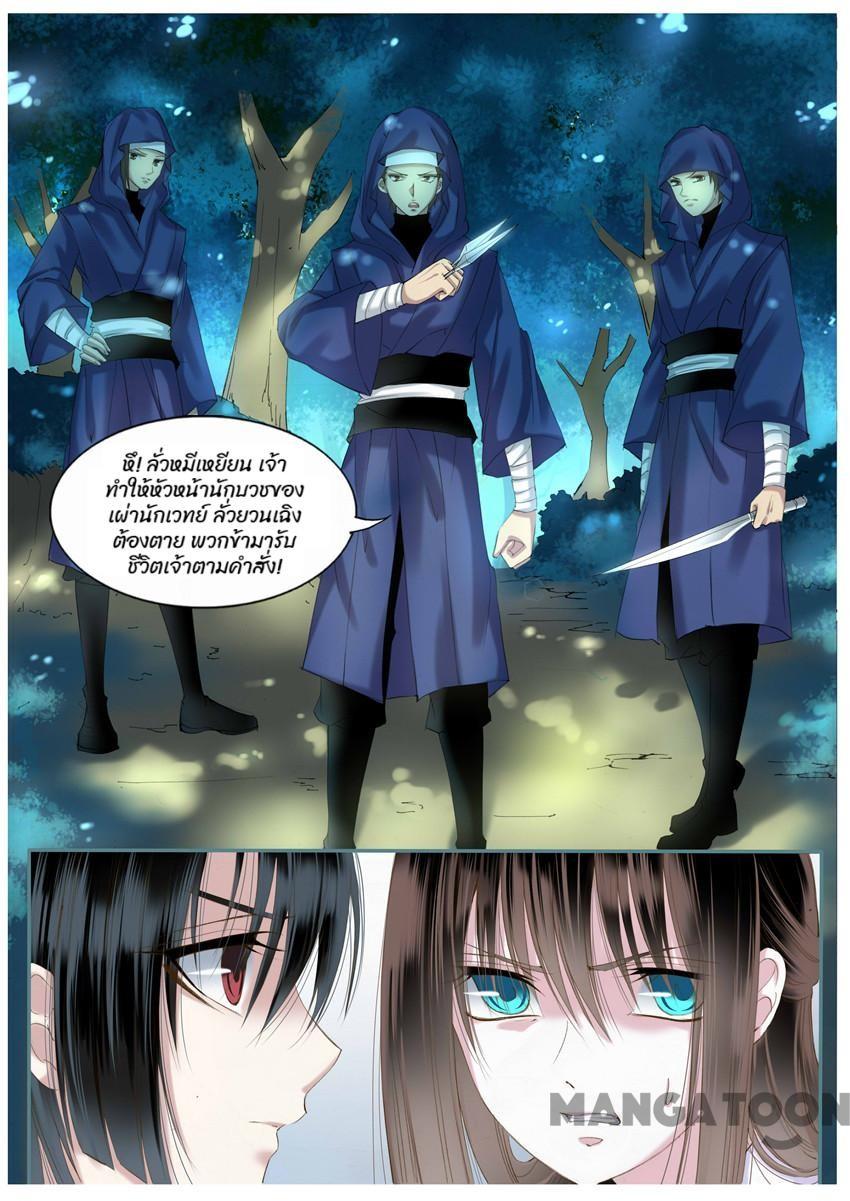 หึ! ลั่วหมีเหยียน เจ้า
ทำให้หัวหน้านักบวชของ
เผ่านักเวทย์ ลั่วยวนเฉิง
ต้องตาย พวกข้ามารับ
ชีวิตเจ้าตามคำสั่ง!
MANGATOON